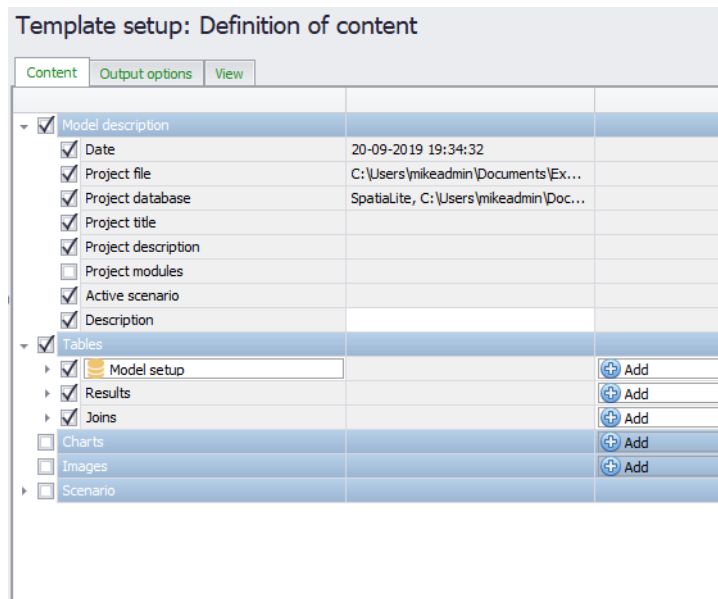 Template setup: Definition of content
Content Output options View
Model description
Date 20-09-2019 19:34:32
Project file C:\Users\mikeadmin\Documents\Ex...
Project database SpatiaLite, C:\Users\mikeadmin\Doc...
Project title
Project description
Project modules
Active scenario
Description
Tables
Model setup Add
Results Add
Joins Add
Charts Add
Images Add
Scenario